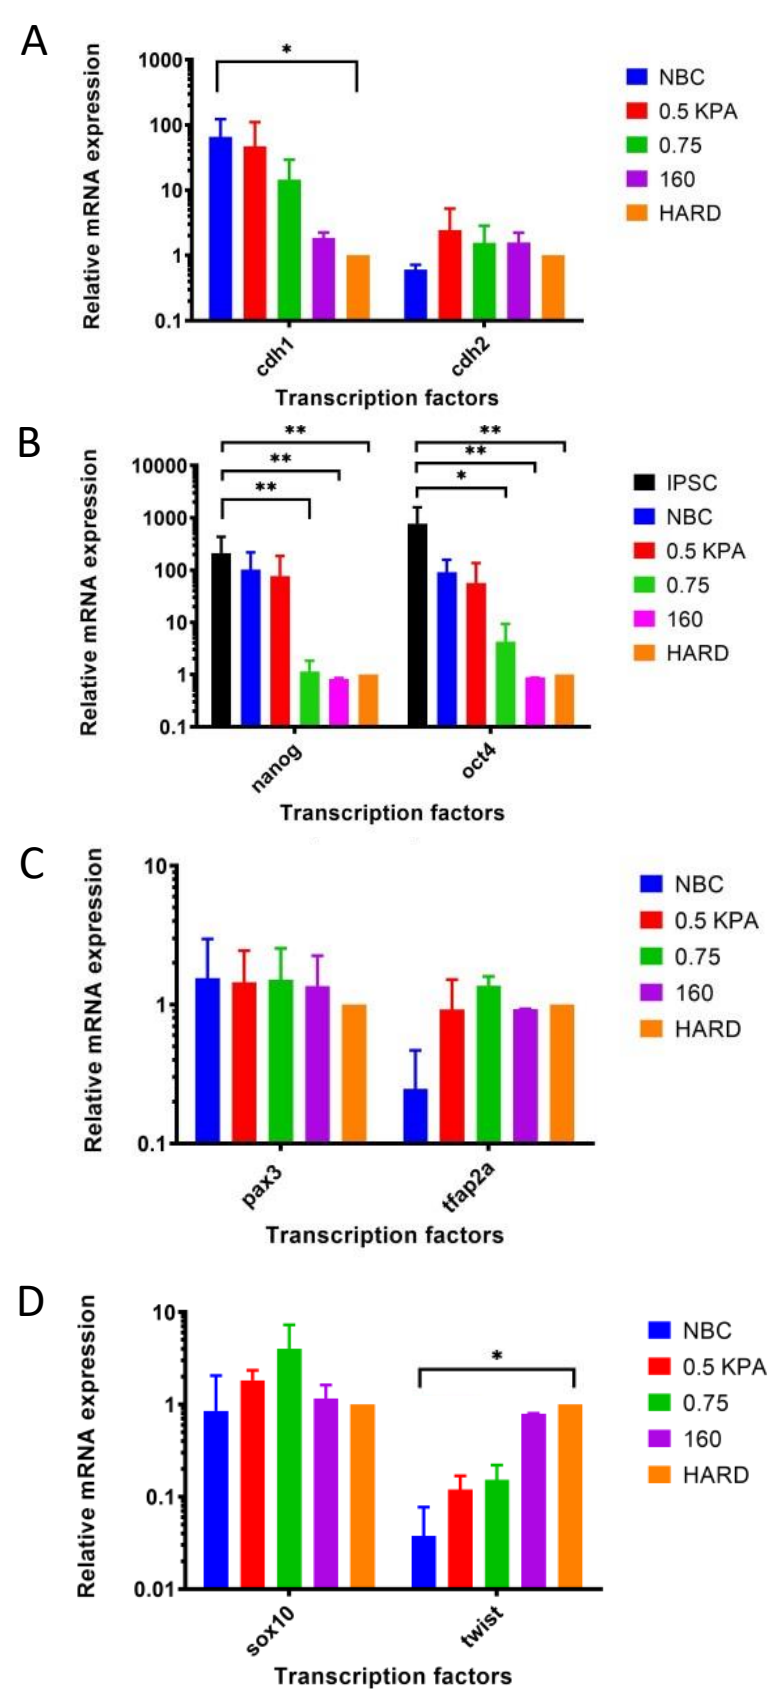 A
Relative mRNA expression
1000
100
10
1
0.1
*
cdh1
cdh2
Transcription factors
NBC
0.5 KPA
0.75
160
HARD
B
Relative mRNA expression
10000
1000
100
10
1
0.1
**
**
**
**
**
*
nanog
oct4
Transcription factors
IPSC
NBC
0.5 KPA
0.75
160
HARD
C
Relative mRNA expression
10
1
0.1
pax3
tfap2a
Transcription factors
NBC
0.5 KPA
0.75
160
HARD
D
Relative mRNA expression
10
1
0.1
0.01
*
sox10
twist
Transcription factors
NBC
0.5 KPA
0.75
160
HARD